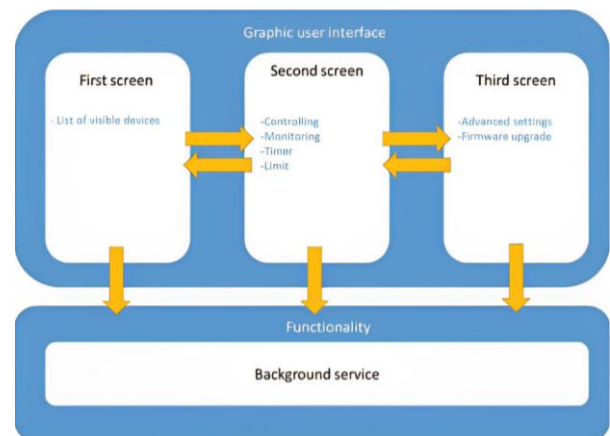 Graphic user interface
First screen
- List of visible devices
Second screen
-Controlling
-Monitoring
-Timer
-Limit
Third screen
-Advanced settings
-Firmware upgrade
Functionality
Background service